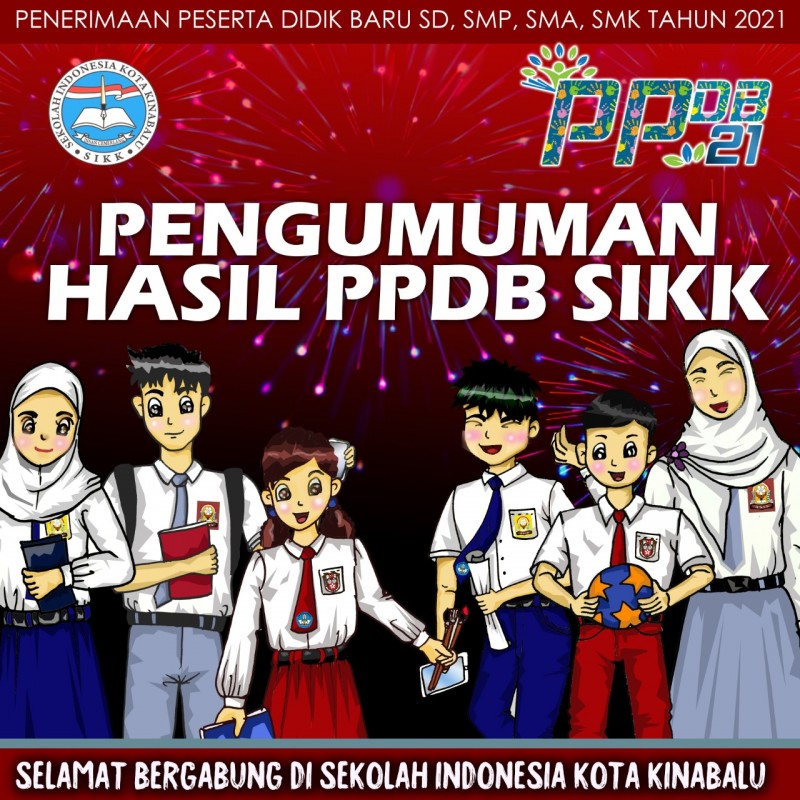 PENERIMAAN PESERTA DIDIK BARU SD, SMP, SMA, SMK TAHUN 2021
SEKOLAH INDONESIA KOTA KINABALU
• SIKK •
PPDB
21
PENGUMUMAN
HASIL PPDB SIKK
SELAMAT BERGABUNG DI SEKOLAH INDONESIA KOTA KINABALU